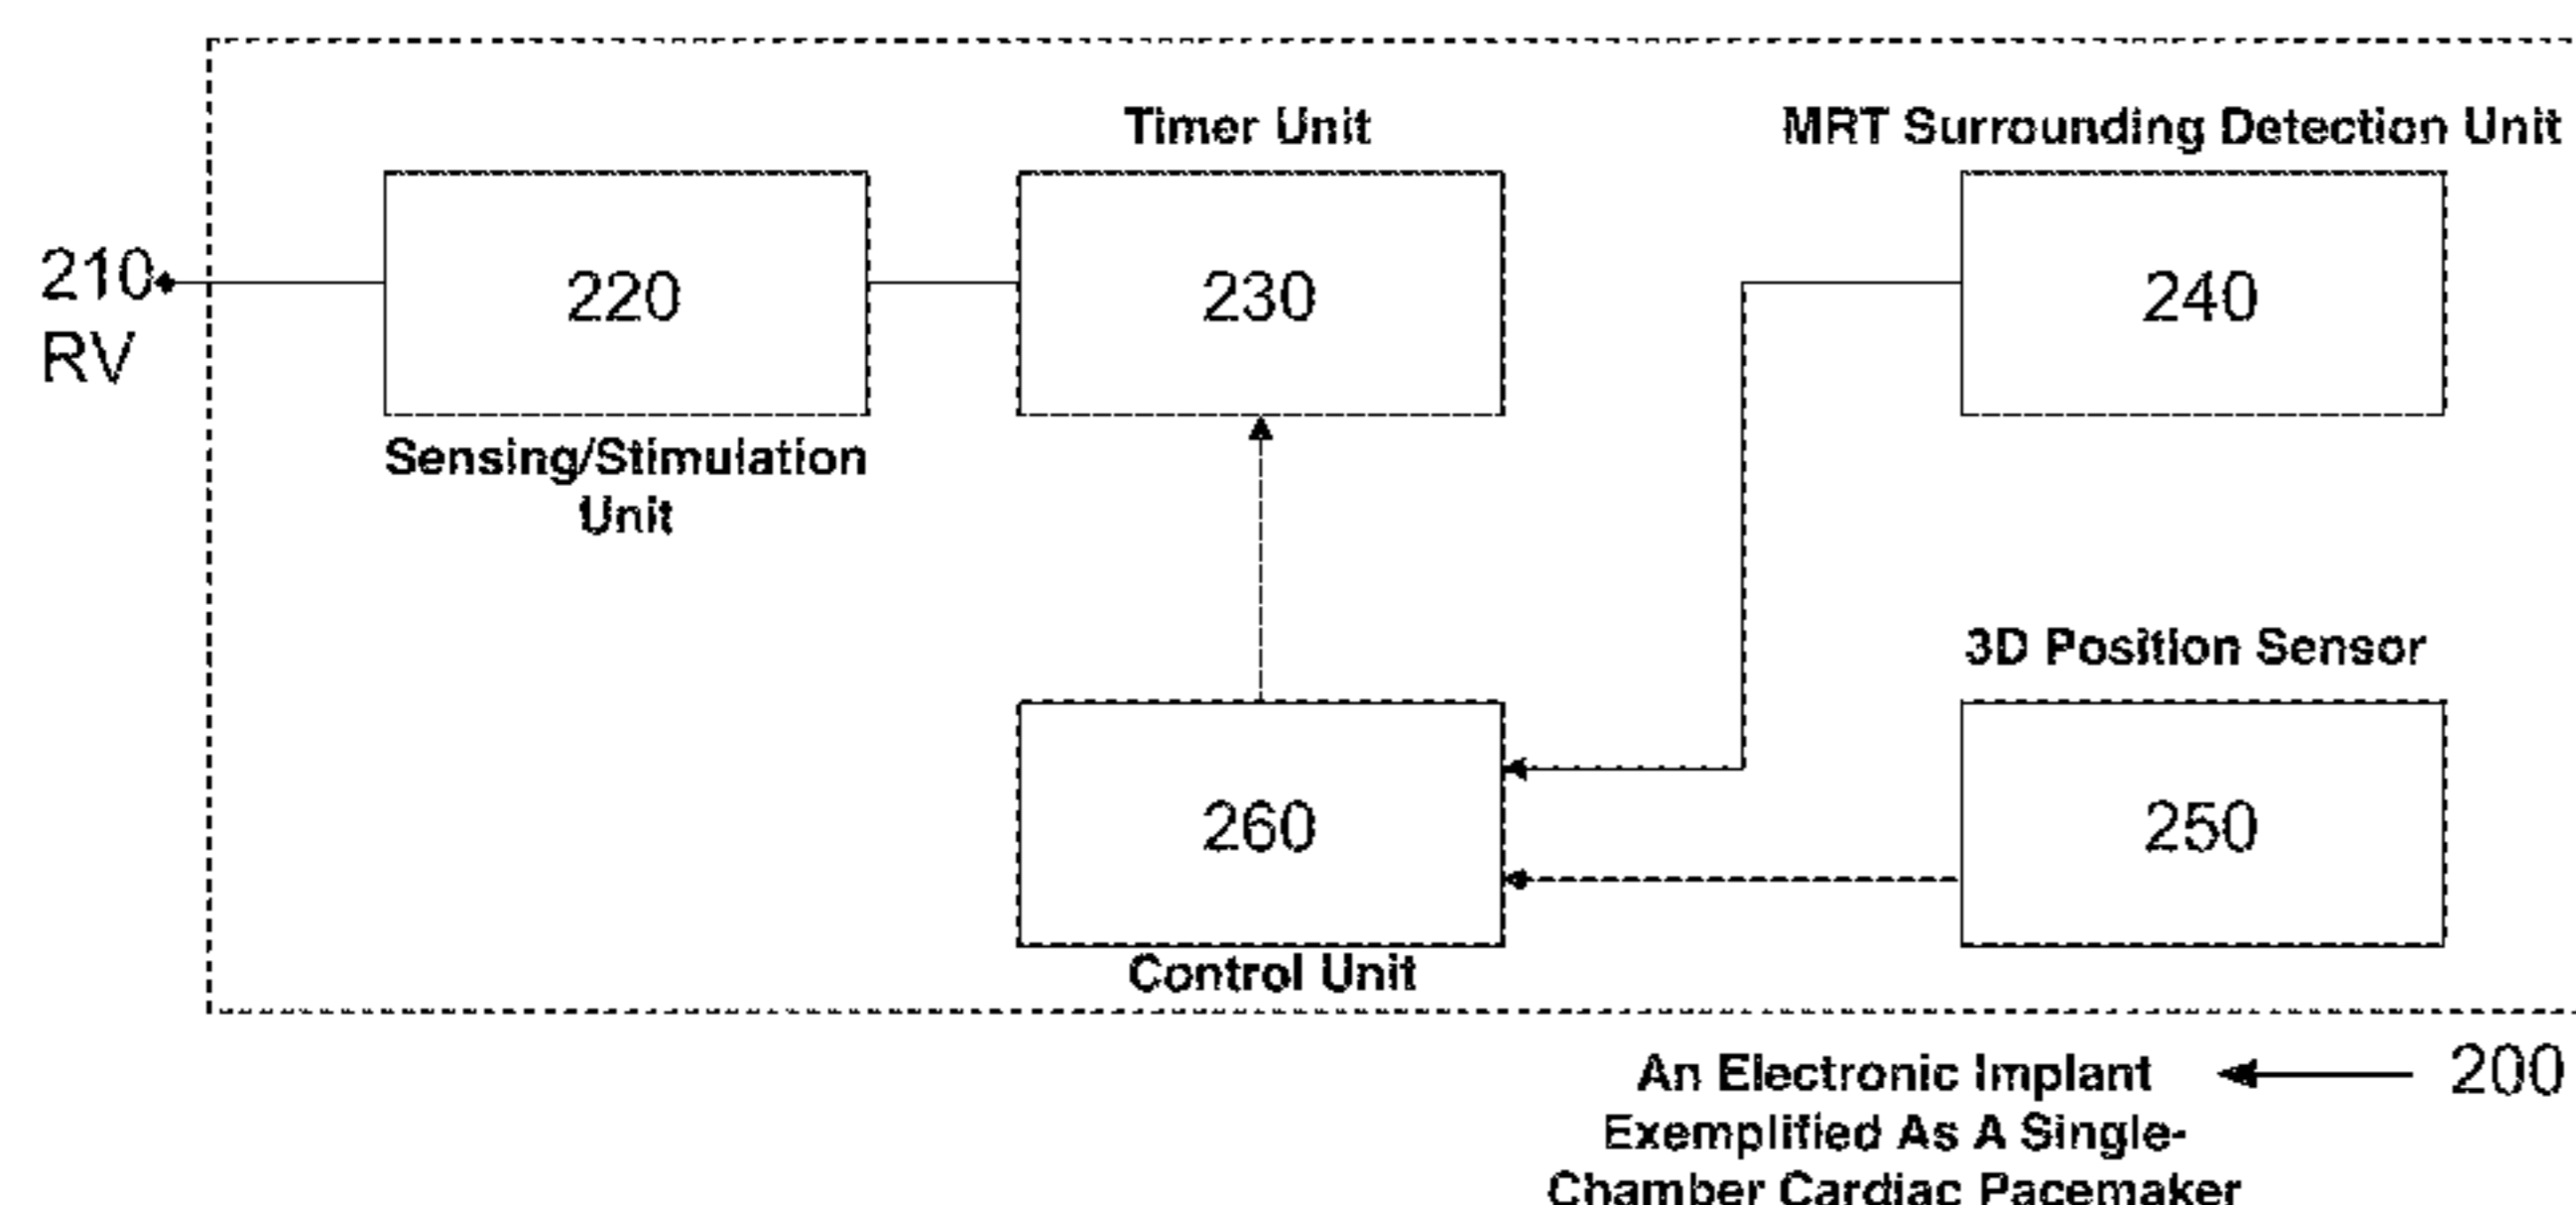 Timer Unit
MRT Surrounding Detection Unit
210
RV
220
230
240
Sensing/Stimulation
Unit
3D Position Sensor
260
250
Control Unit
An Electronic Implant
200
Exemplified As A Single-
Chamber Cardiac Pacemaker